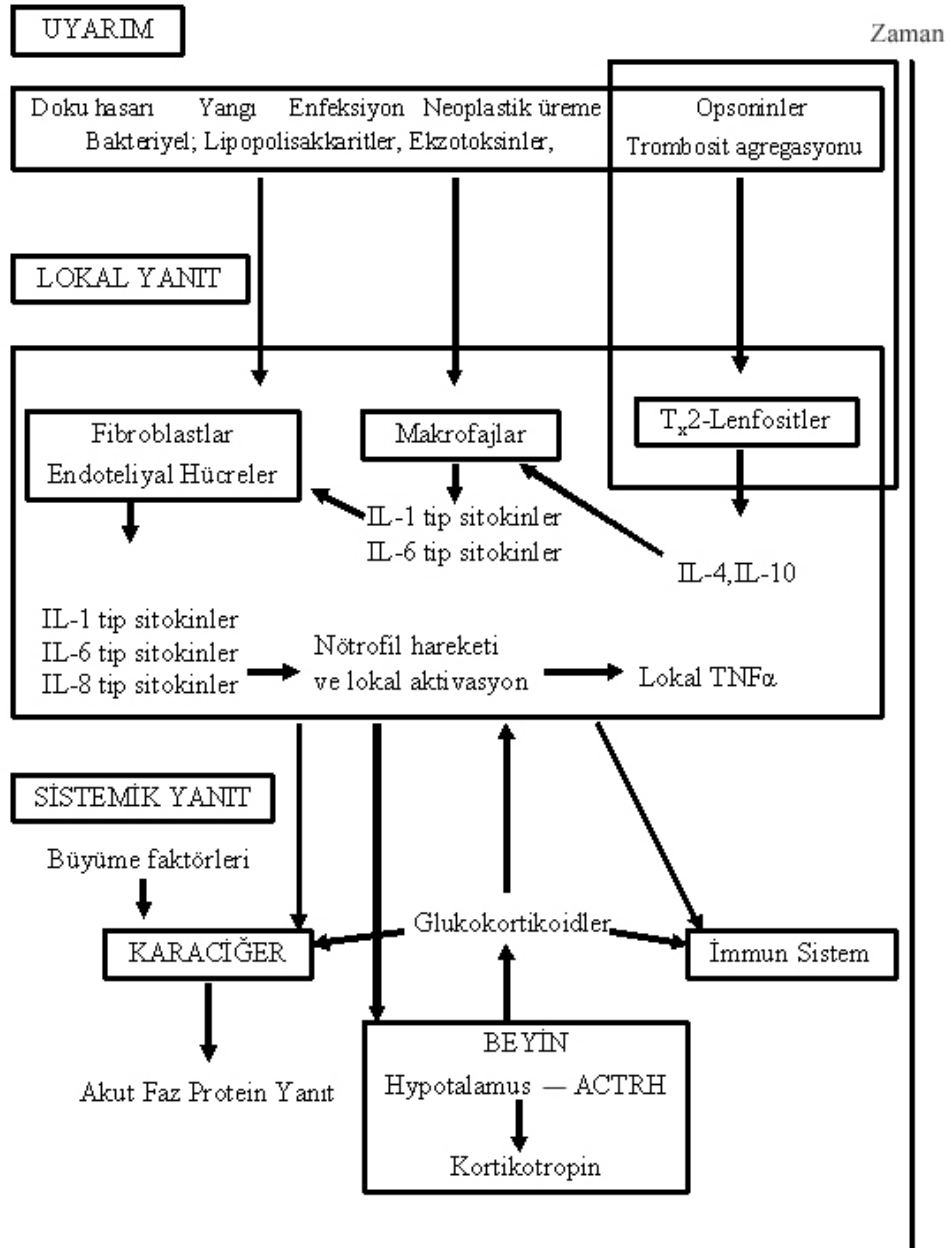 UYARIM
Zaman
Doku hasarı Yangı Enfeksiyon Neoplastik üreme
Bakteriyel; Lipopolisakkaritler, Ekzotoksinler,
Opsoninler
Trombosit agregasyonu
LOKAL YANIT
Fibroblastlar
Endoteliyal Hücreler
Makrofajlar
Tx2-Lenfositler
IL-1 tip sitokinler
IL-6 tip sitokinler
IL-4,IL-10
IL-1 tip sitokinler
IL-6 tip sitokinler
IL-8 tip sitokinler
Nötrofil hareketi
ve lokal aktivasyon
Lokal TNFα
SİSTEMİK YANIT
Büyüme faktörleri
Glukokortikoidler
KARACİĞER
İmmun Sistem
Akut Faz Protein Yanıt
BEYİN
Hypotalamus — ACTRH
Kortikotropin